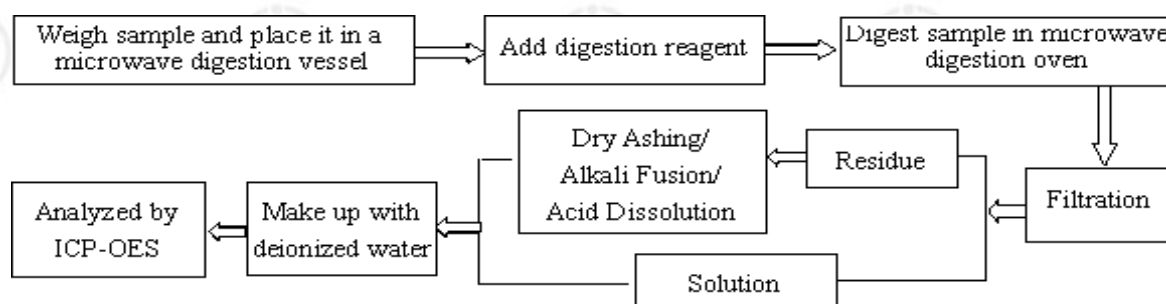 Weigh sample and place it in a
microwave digestion vessel
Add digestion reagent
Digest sample in microwave
digestion oven
Filtration
Residue
Dry Ashing/
Alkali Fusion/
Acid Dissolution
Solution
Make up with
deionized water
Analyzed by
ICP-OES